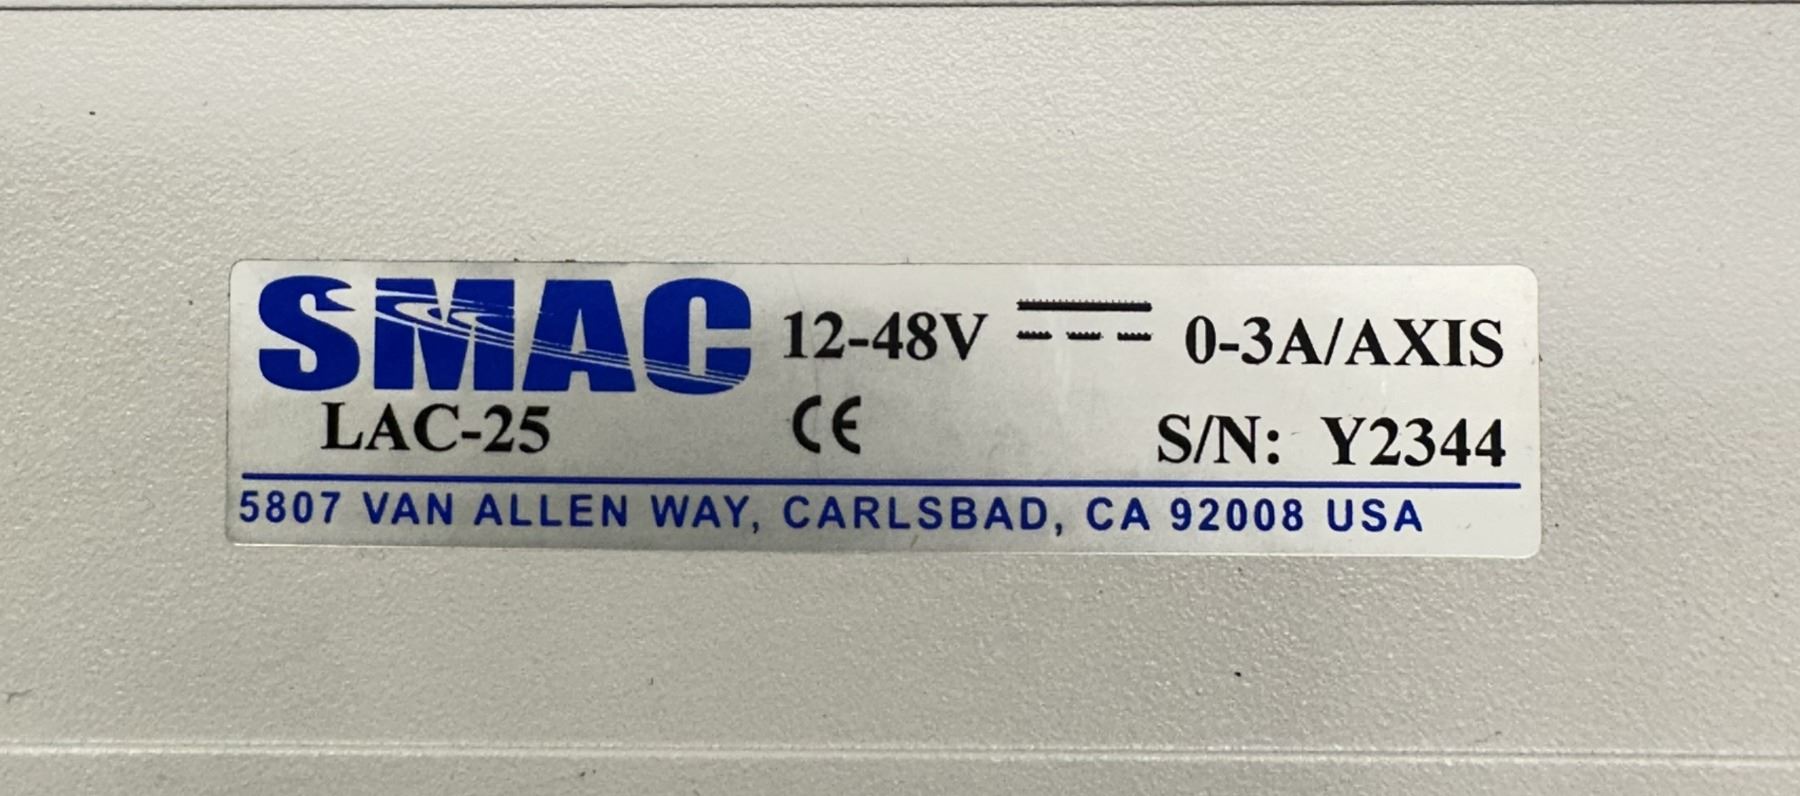 SMAC 12-48V ⎓ 0-3A/AXIS
LAC-25 CE S/N: Y2344
5807 VAN ALLEN WAY, CARLSBAD, CA 92008 USA